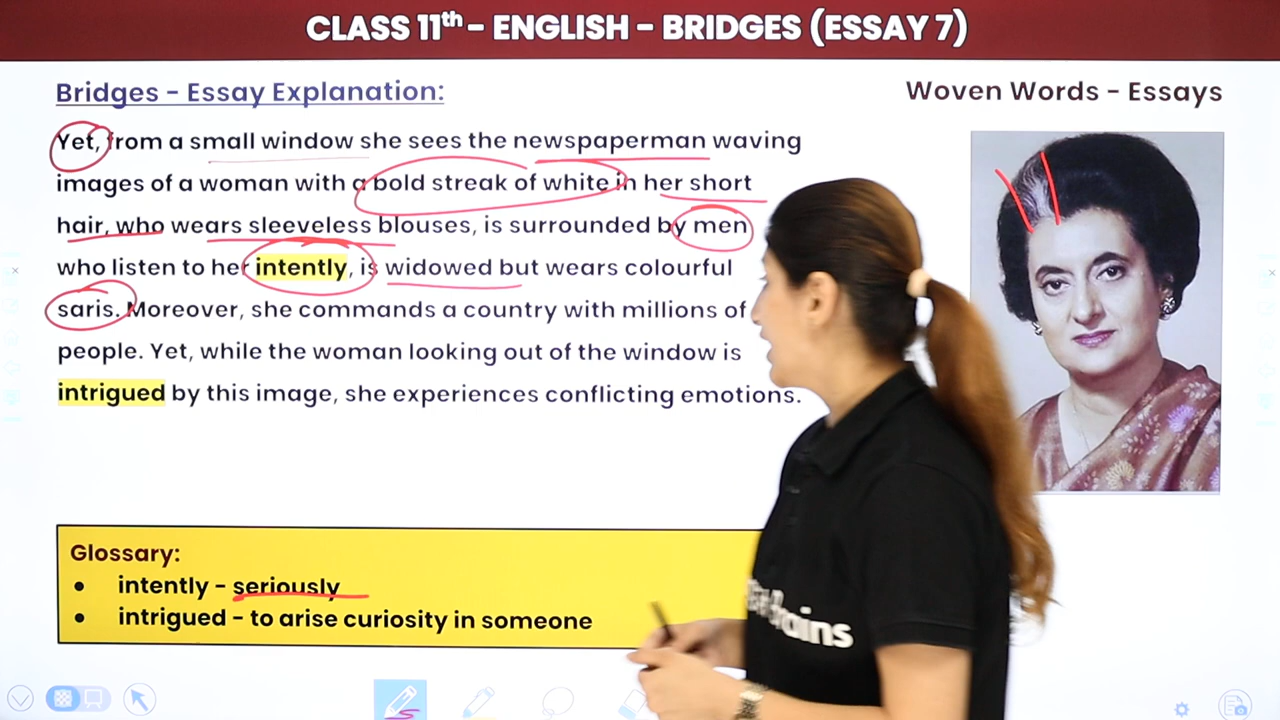 CLASS 11th - ENGLISH - BRIDGES (ESSAY 7)
Bridges - Essay Explanation:
Woven Words - Essays
Yet, from a small window she sees the newspaperman waving
images of a woman with a bold streak of white in her short
hair, who wears sleeveless blouses, is surrounded by men
who listen to her intently, is widowed but wears colourful
saris. Moreover, she commands a country with millions of
people. Yet, while the woman looking out of the window is
intrigued by this image, she experiences conflicting emotions.
Glossary:
• intently - seriously
• intrigued - to arise curiosity in someone